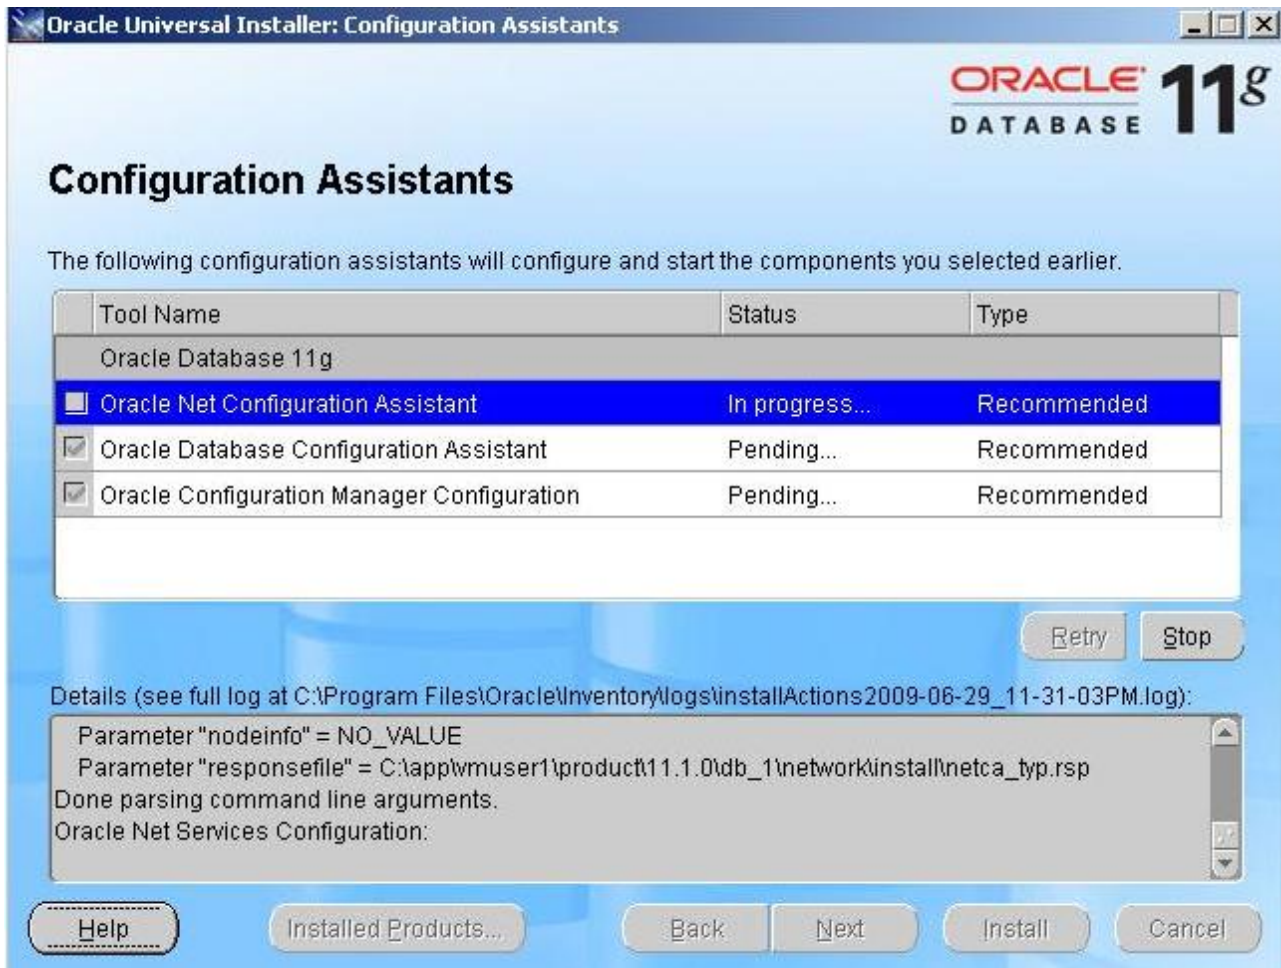 Oracle Universal Installer: Configuration Assistants
ORACLE 11g
DATABASE
Configuration Assistants
The following configuration assistants will configure and start the components you selected earlier.
Tool Name Status Type
Oracle Database 11g
Oracle Net Configuration Assistant In progress... Recommended
Oracle Database Configuration Assistant Pending... Recommended
Oracle Configuration Manager Configuration Pending... Recommended
Retry Stop
Details (see full log at C:\Program Files\Oracle\Inventory\logs\installActions2009-06-29_11-31-03PM.log):
Parameter "nodeinfo" = NO_VALUE
Parameter "responsefile" = C:\app\vmuser1\product\11.1.0\db_1\network\install\netca_typ.rsp
Done parsing command line arguments.
Oracle Net Services Configuration:
Help Installed Products... Back Next Install Cancel